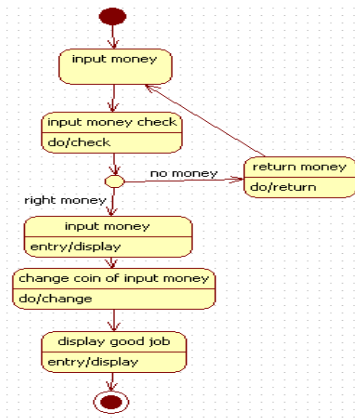 input money
input money check
do/check
no money
return money
do/return
right money
input money
entry/display
change coin of input money
do/change
display good job
entry/display